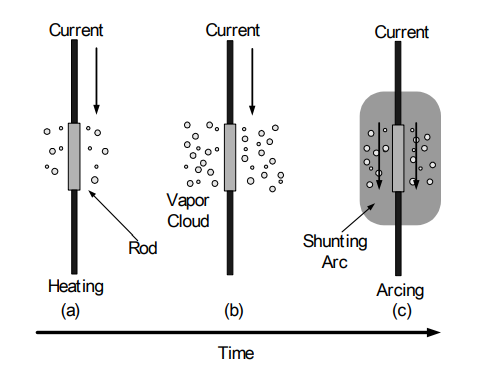 Current
Current
Current
Vapor
Cloud
Rod
Shunting
Arc
Heating
Arcing
(a)
(b)
(c)
Time